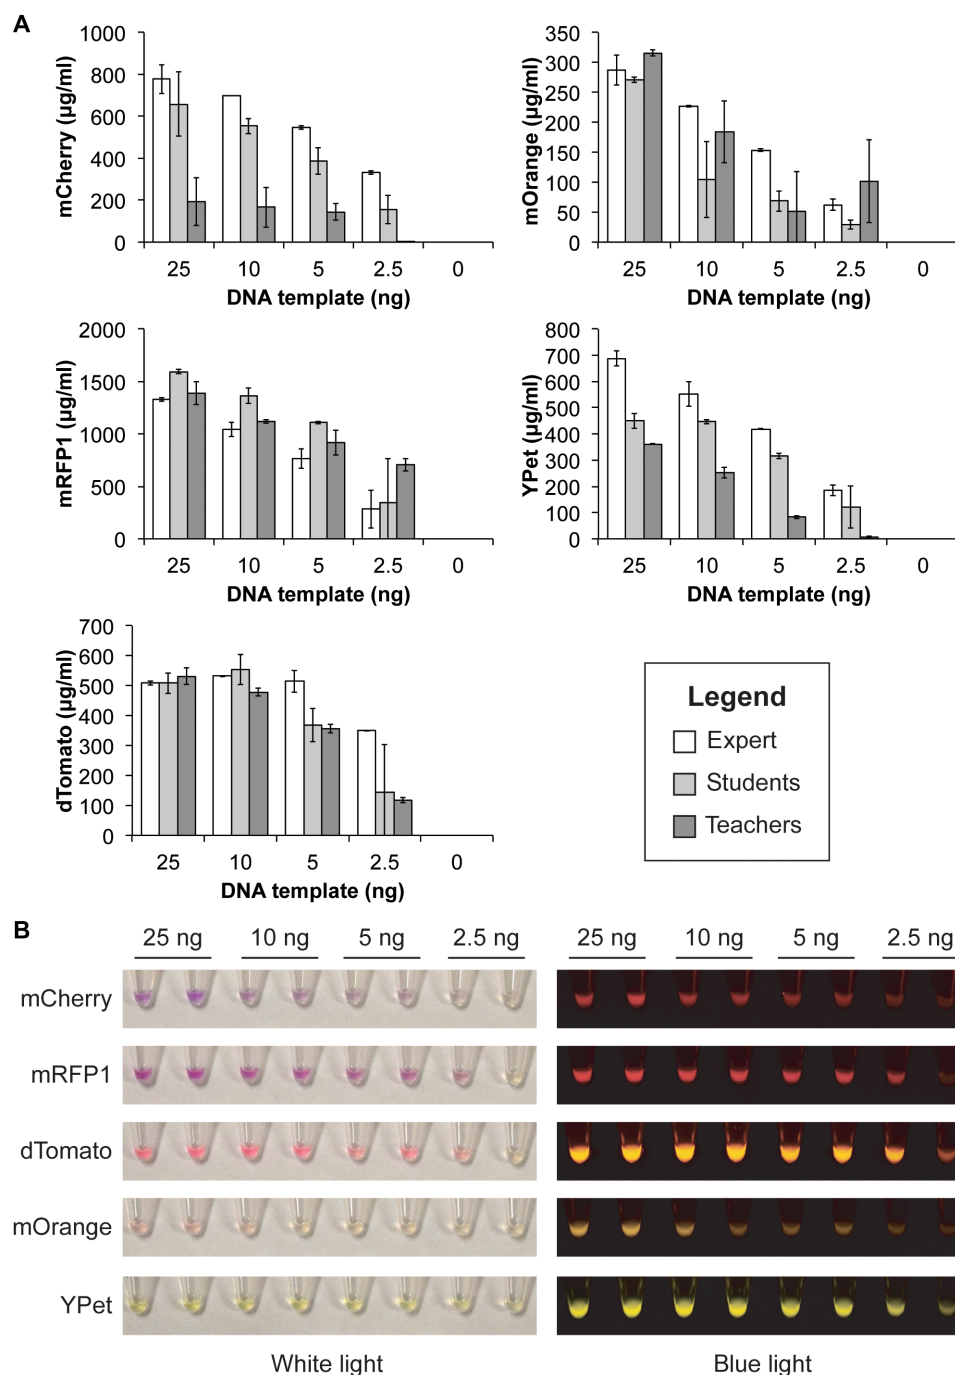 A
mCherry (µg/ml)
1000
800
600
400
200
0
25 10 5 2.5 0
DNA template (ng)
mOrange (µg/ml)
350
300
250
200
150
100
50
0
25 10 5 2.5 0
DNA template (ng)
mRFP1 (µg/ml)
2000
1500
1000
500
0
25 10 5 2.5 0
DNA template (ng)
YPet (µg/ml)
800
700
600
500
400
300
200
100
0
25 10 5 2.5 0
DNA template (ng)
dTomato (µg/ml)
700
600
500
400
300
200
100
0
25 10 5 2.5 0
DNA template (ng)
Legend
Expert
Students
Teachers
B
25 ng 10 ng 5 ng 2.5 ng 25 ng 10 ng 5 ng 2.5 ng
mCherry
mRFP1
dTomato
mOrange
YPet
White light Blue light